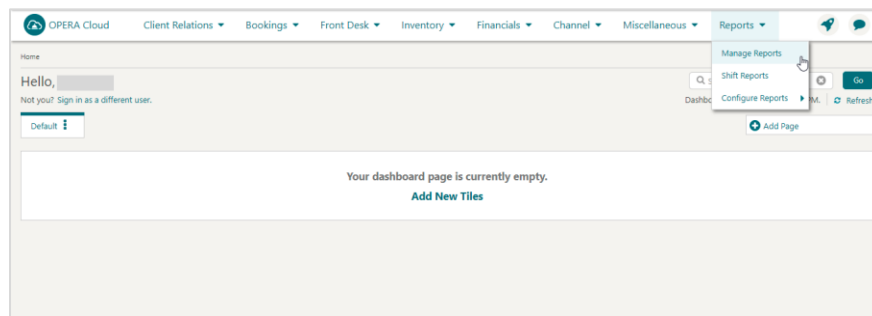 OPERA Cloud Client Relations Bookings Front Desk Inventory Financials Channel Miscellaneous Reports
Home
Manage Reports
Hello,
Shift Reports
Go
Not you? Sign in as a different user.
Configure Reports
Refresh
Default
Add Page
Your dashboard page is currently empty.
Add New Tiles